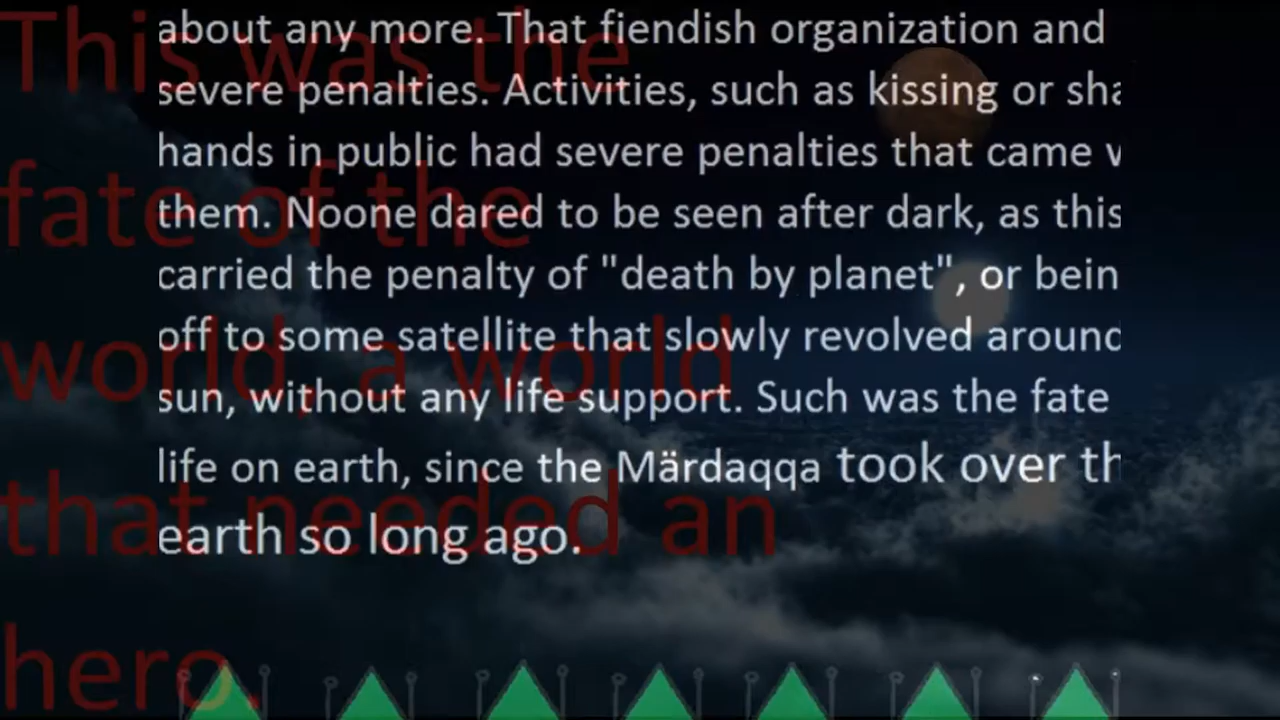 about any more. That fiendish organization and
severe penalties. Activities, such as kissing or sha
hands in public had severe penalties that came
them. Noone dared to be seen after dark, as this
carried the penalty of "death by planet", or bein
off to some satellite that slowly revolved around
sun, without any life support. Such was the fate
life on earth, since the Märdaqqa took over th
earth so long ago.
This was the
fate of the
world, a world
that needed an
hero.